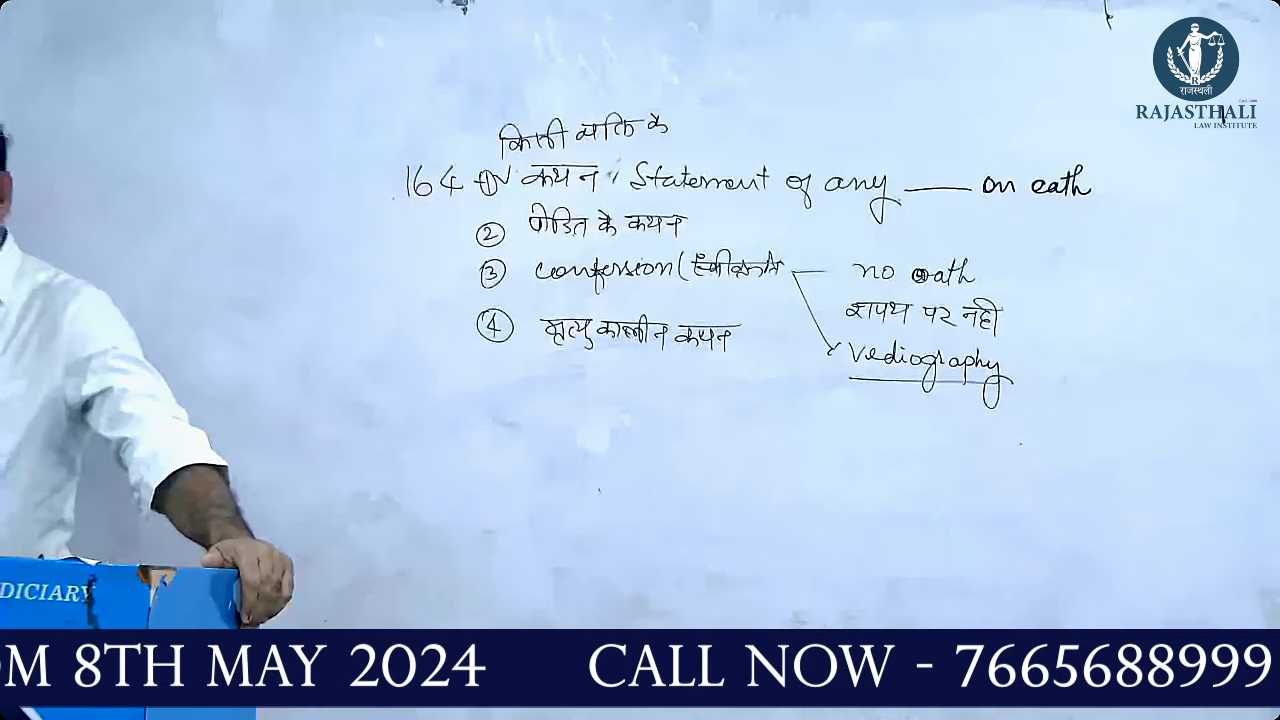 राजस्थली
RAJASTHALI
LAW INSTITUTE
किसी व्यक्ति के
164 ① कथन, Statement of any —— on oath
② पीडित के कथन
③ confession (स्वीकृति no oath
शपथ पर नही
④ मृत्यु कालीन कथन
Vediography
DICIARY
OM 8TH MAY 2024 CALL NOW - 7665688999